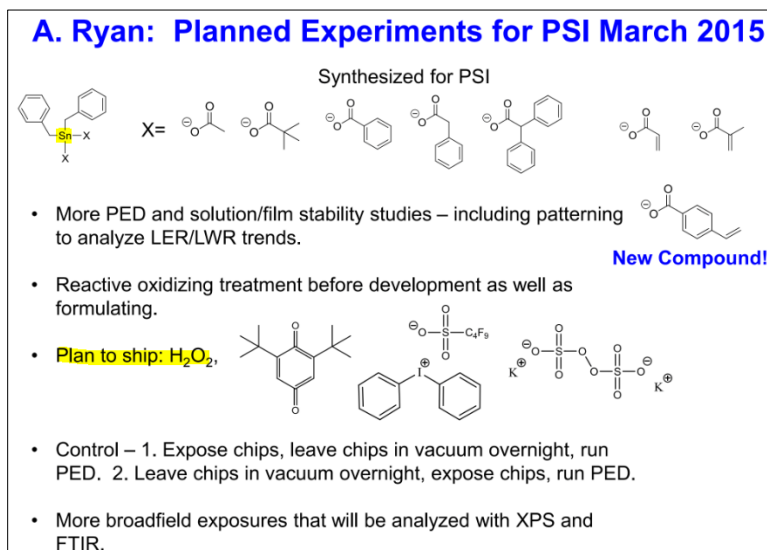 A. Ryan: Planned Experiments for PSI March 2015
Synthesized for PSI
Sn
X
X
X=
⊖O
O
⊖O
O
⊖O
O
⊖O
O
⊖O
O
⊖O
O
⊖O
O
• More PED and solution/film stability studies – including patterning
to analyze LER/LWR trends.
⊖O
O
New Compound!
• Reactive oxidizing treatment before development as well as
formulating.
• Plan to ship: H₂O₂,
O
O
⊖O
O
S
O
C₄F₉
I⊕
K⊕
⊖O
O
S
O
O
O
O
S
O
O⊖
K⊕
• Control – 1. Expose chips, leave chips in vacuum overnight, run
PED. 2. Leave chips in vacuum overnight, expose chips, run PED.
• More broadfield exposures that will be analyzed with XPS and
FTIR.